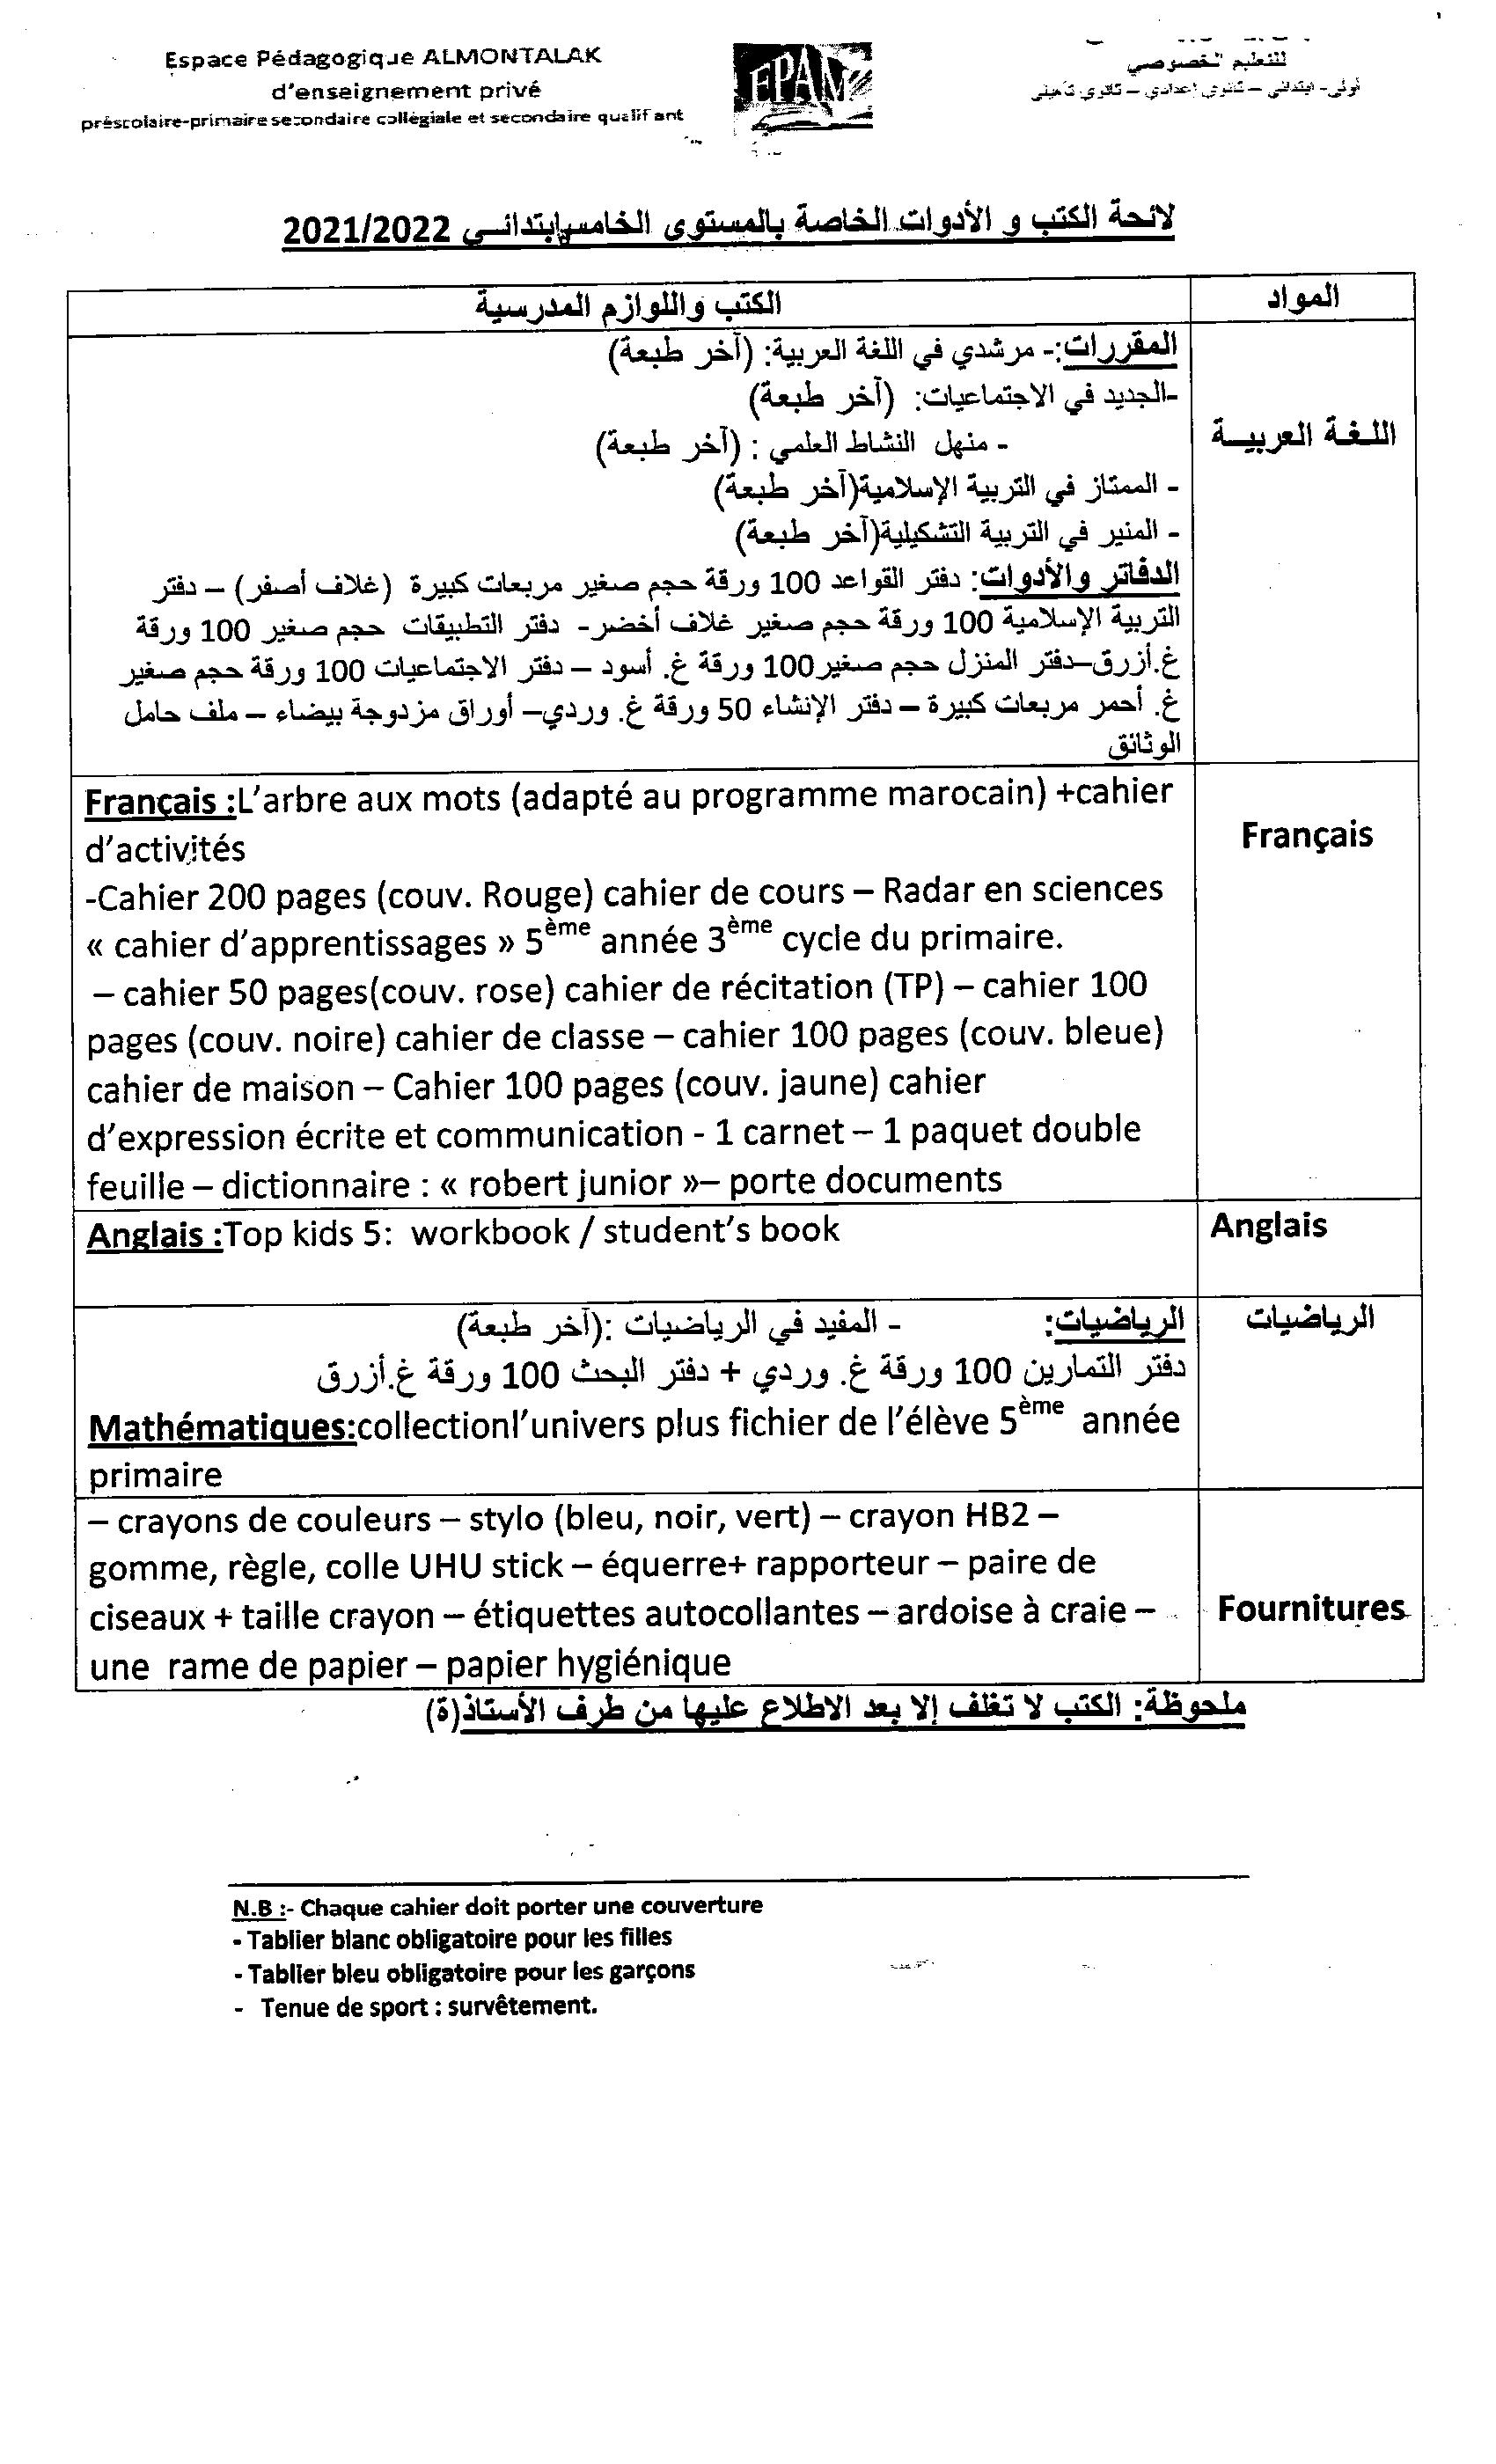 Espace Pédagogique ALMONTALAK
d'enseignement privé
préscolaire-primaire secondaire collégiale et secondaire qualifiant
EPAM
للتعليم الخصوصي
أولي- ابتدائي – ثانوي إعدادي – ثانوي تأهيلي
لائحة الكتب و الأدوات الخاصة بالمستوى الخامس إبتدائي 2021/2022
المواد
الكتب واللوازم المدرسية
اللغة العربية
المقررات:- مرشدي في اللغة العربية: (آخر طبعة)
-الجديد في الاجتماعيات: (آخر طبعة)
- منهل النشاط العلمي : (آخر طبعة)
- الممتاز في التربية الإسلامية(آخر طبعة)
- المنير في التربية التشكيلية(آخر طبعة)
الدفاتر والأدوات: دفتر القواعد 100 ورقة حجم صغير مربعات كبيرة (غلاف أصفر) – دفتر
التربية الإسلامية 100 ورقة حجم صغير غلاف أخضر- دفتر التطبيقات حجم صغير 100 ورقة
غ.أزرق–دفتر المنزل حجم صغير100 ورقة غ. أسود – دفتر الاجتماعيات 100 ورقة حجم صغير
غ. أحمر مربعات كبيرة – دفتر الإنشاء 50 ورقة غ. وردي– أوراق مزدوجة بيضاء – ملف حامل
الوثائق
Français
Français :L'arbre aux mots (adapté au programme marocain) +cahier
d'activités
-Cahier 200 pages (couv. Rouge) cahier de cours – Radar en sciences
« cahier d'apprentissages » 5ème année 3ème cycle du primaire.
– cahier 50 pages(couv. rose) cahier de récitation (TP) – cahier 100
pages (couv. noire) cahier de classe – cahier 100 pages (couv. bleue)
cahier de maison – Cahier 100 pages (couv. jaune) cahier
d'expression écrite et communication - 1 carnet – 1 paquet double
feuille – dictionnaire : « robert junior »– porte documents
Anglais :Top kids 5: workbook / student's book
Anglais
الرياضيات
الرياضيات: - المفيد في الرياضيات :(آخر طبعة)
دفتر التمارين 100 ورقة غ. وردي + دفتر البحث 100 ورقة غ.أزرق
Mathématiques:collectionl'univers plus fichier de l'élève 5ème année
primaire
– crayons de couleurs – stylo (bleu, noir, vert) – crayon HB2 –
gomme, règle, colle UHU stick – équerre+ rapporteur – paire de
ciseaux + taille crayon – étiquettes autocollantes – ardoise à craie –
une rame de papier – papier hygiénique
Fournitures
ملحوظة: الكتب لا تغلف إلا بعد الاطلاع عليها من طرف الأستاذ(ة)
N.B :- Chaque cahier doit porter une couverture
- Tablier blanc obligatoire pour les filles
- Tablier bleu obligatoire pour les garçons
- Tenue de sport : survêtement.